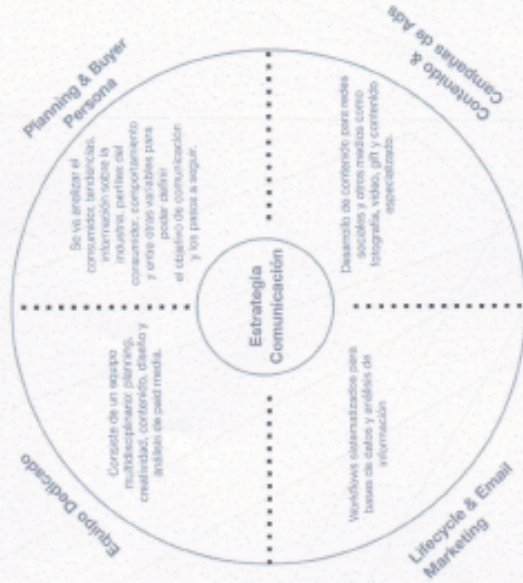 Equipo Dedicado
Consiste de un equipo
multidisciplinario: planning,
creatividad, contenido, diseño y
análisis de paid media.
Planning & Buyer
Persona
Se va analizar el
consumidor, tendencias,
información sobre la
industria, perfiles del
consumidor, comportamiento
y entre otras variables para
poder definir
el objetivo de comunicación
y los pasos a seguir.
Estrategia
Comunicación
Lifecycle & Email
Marketing
Workflows sistematizados para
bases de datos y análisis de
información
Contenido &
Campañas de Ads
Desarrollo de contenido para redes
sociales y otros medios como
fotografía, video, gift y contenido
especializado.